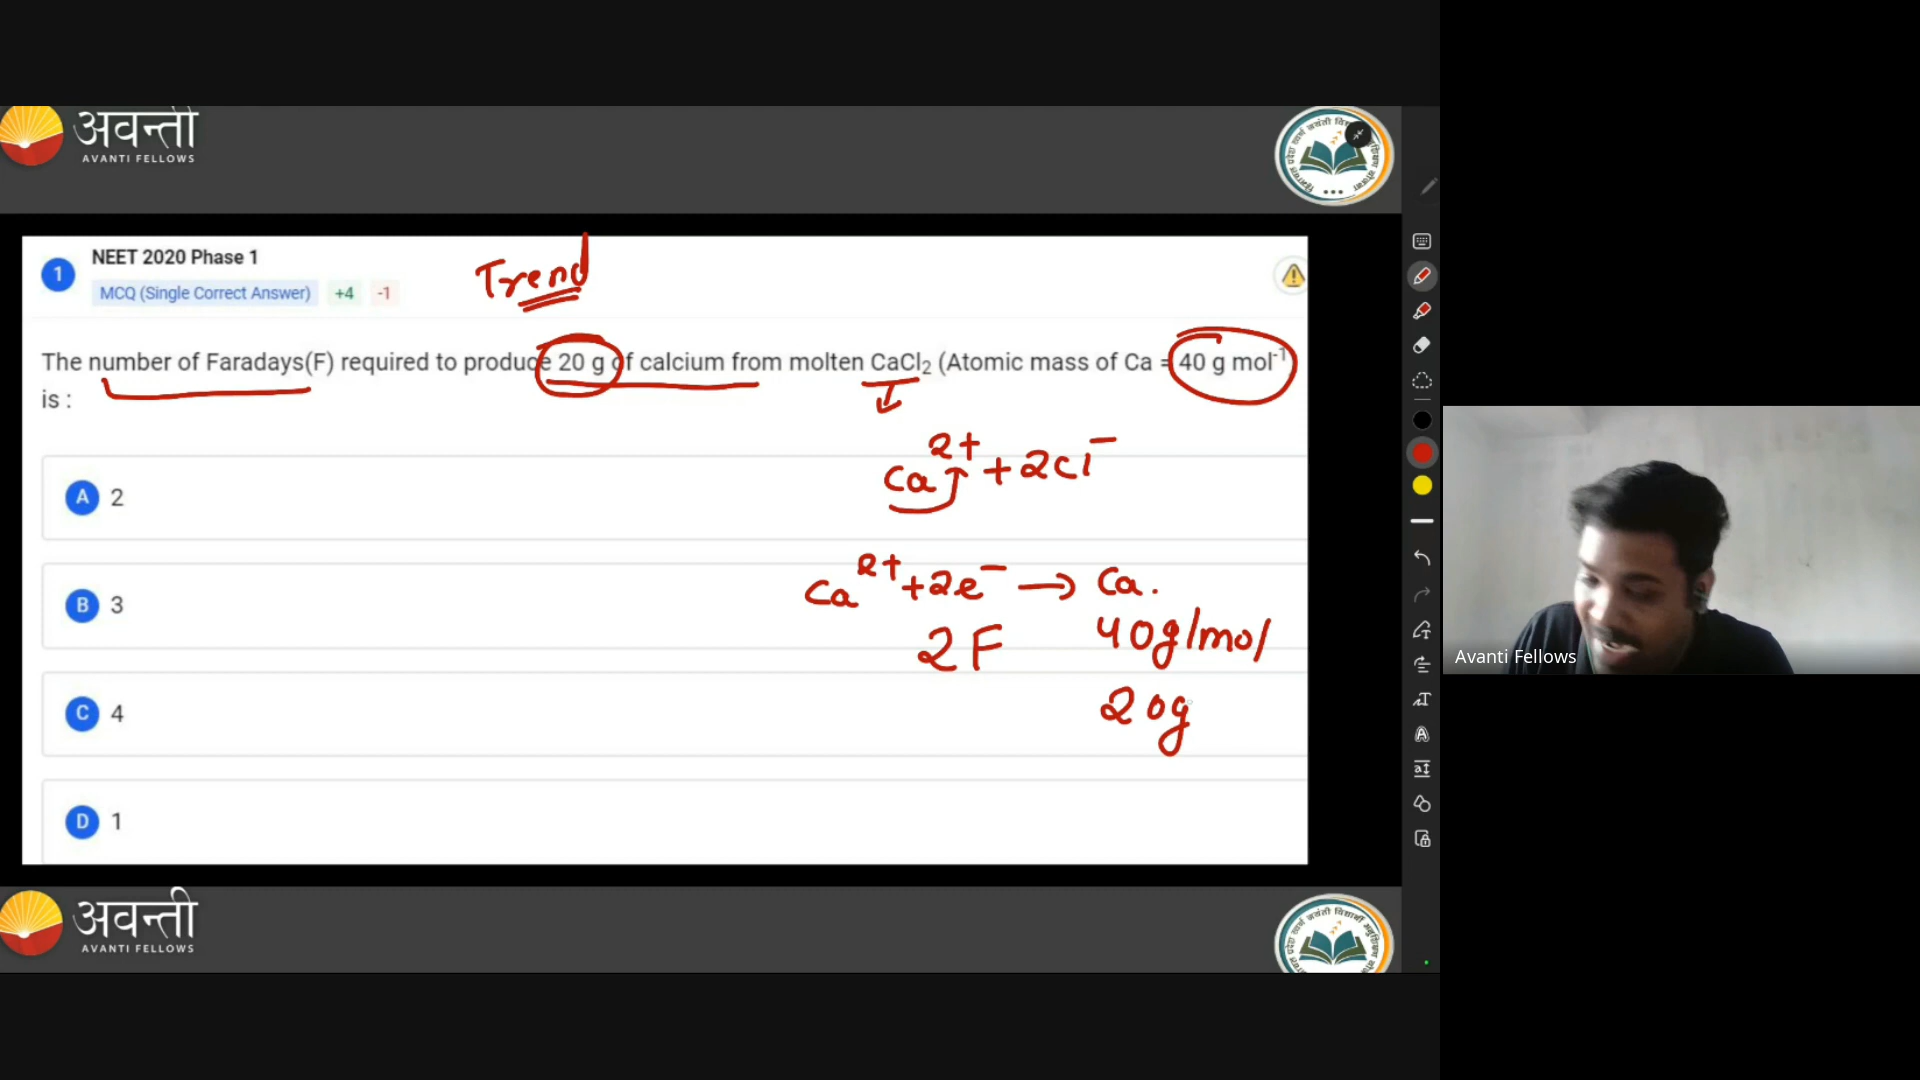 अवन्ती
AVANTI FELLOWS
1
NEET 2020 Phase 1
MCQ (Single Correct Answer) +4 -1
Trend
The number of Faradays(F) required to produce 20 g of calcium from molten CaCl₂ (Atomic mass of Ca = 40 g mol⁻¹
is :
Ca²⁺ + 2Cl⁻
A 2
Ca²⁺ + 2e⁻ → Ca.
B 3
2F 40g/mol
C 4
20g
D 1
Avanti Fellows
अवन्ती
AVANTI FELLOWS